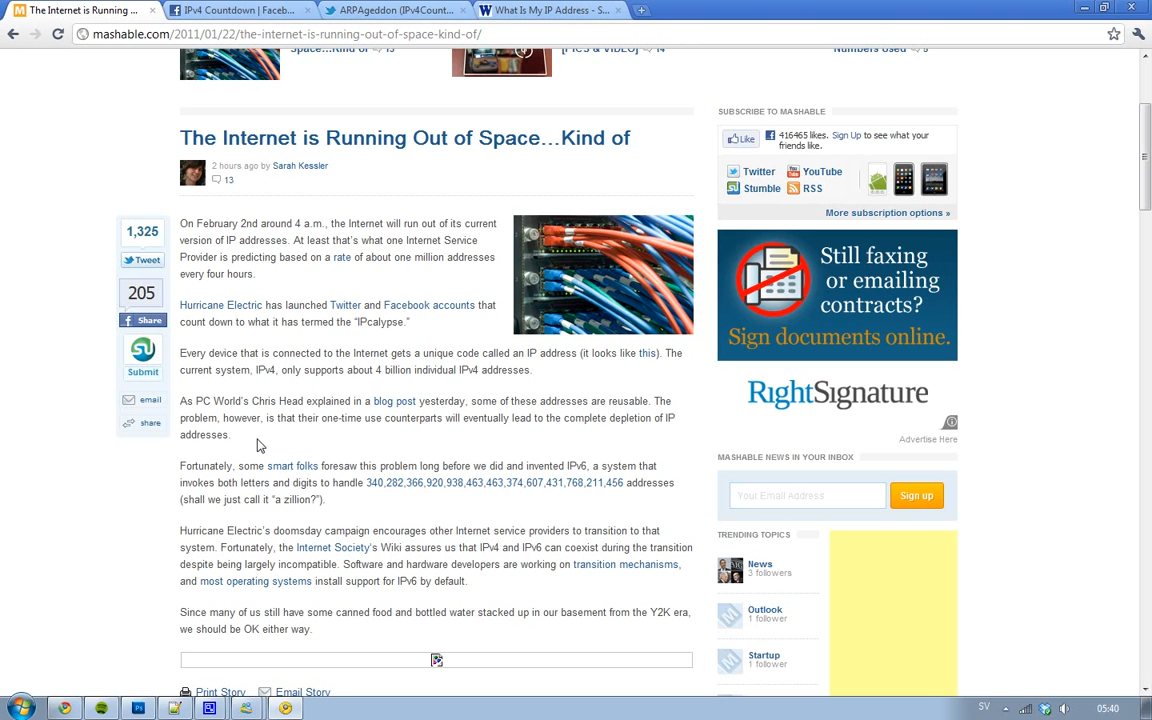 The Internet is Running ...
IPv4 Countdown | Faceb...
ARPAgeddon (IPv4Count...
What Is My IP Address - S...
mashable.com/2011/01/22/the-internet-is-running-out-of-space-kind-of/
Space…Kind of 13
[PICS & VIDEO] 14
Numbers Used 5
The Internet is Running Out of Space…Kind of
2 hours ago by Sarah Kessler
13
1,325
Tweet
205
Share
Submit
email
share
On February 2nd around 4 a.m., the Internet will run out of its current
version of IP addresses. At least that's what one Internet Service
Provider is predicting based on a rate of about one million addresses
every four hours.
Hurricane Electric has launched Twitter and Facebook accounts that
count down to what it has termed the “IPcalypse.”
Every device that is connected to the Internet gets a unique code called an IP address (it looks like this). The
current system, IPv4, only supports about 4 billion individual IPv4 addresses.
As PC World's Chris Head explained in a blog post yesterday, some of these addresses are reusable. The
problem, however, is that their one-time use counterparts will eventually lead to the complete depletion of IP
addresses.
Fortunately, some smart folks foresaw this problem long before we did and invented IPv6, a system that
invokes both letters and digits to handle 340,282,366,920,938,463,463,374,607,431,768,211,456 addresses
(shall we just call it “a zillion?”).
Hurricane Electric's doomsday campaign encourages other Internet service providers to transition to that
system. Fortunately, the Internet Society's Wiki assures us that IPv4 and IPv6 can coexist during the transition
despite being largely incompatible. Software and hardware developers are working on transition mechanisms,
and most operating systems install support for IPv6 by default.
Since many of us still have some canned food and bottled water stacked up in our basement from the Y2K era,
we should be OK either way.
Print Story
Email Story
SUBSCRIBE TO MASHABLE
Like
416465 likes. Sign Up to see what your
friends like.
Twitter
YouTube
Stumble
RSS
More subscription options »
Still faxing
or emailing
contracts?
Sign documents online.
RightSignature
Advertise Here
MASHABLE NEWS IN YOUR INBOX
Your Email Address
Sign up
TRENDING TOPICS
News
3 followers
Outlook
1 follower
Startup
1 follower
SV
05:40